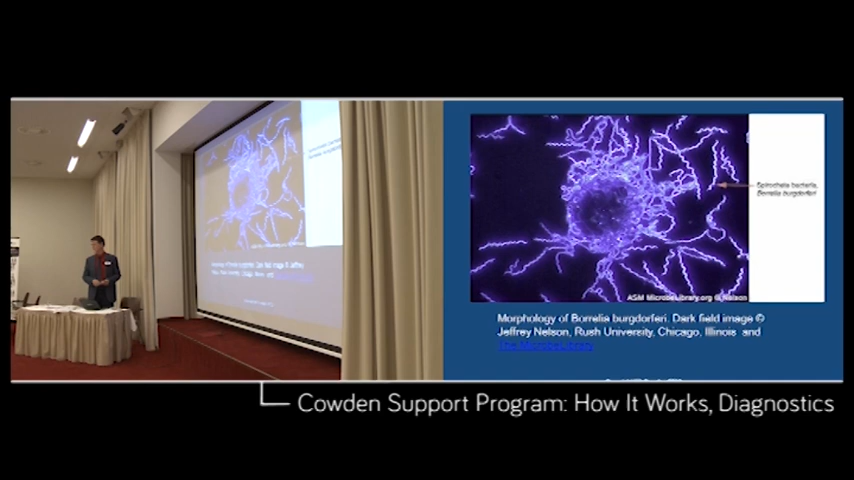 Spirocheta bacteria,
Borrelia burgdorferi
ASM MicrobeLibrary.org © Nelson
Morphology of Borrelia burgdorferi. Dark field image ©
Jeffrey Nelson, Rush University, Chicago, Illinois and
The MicrobeLibrary
Cowden Support Program: How It Works, Diagnostics